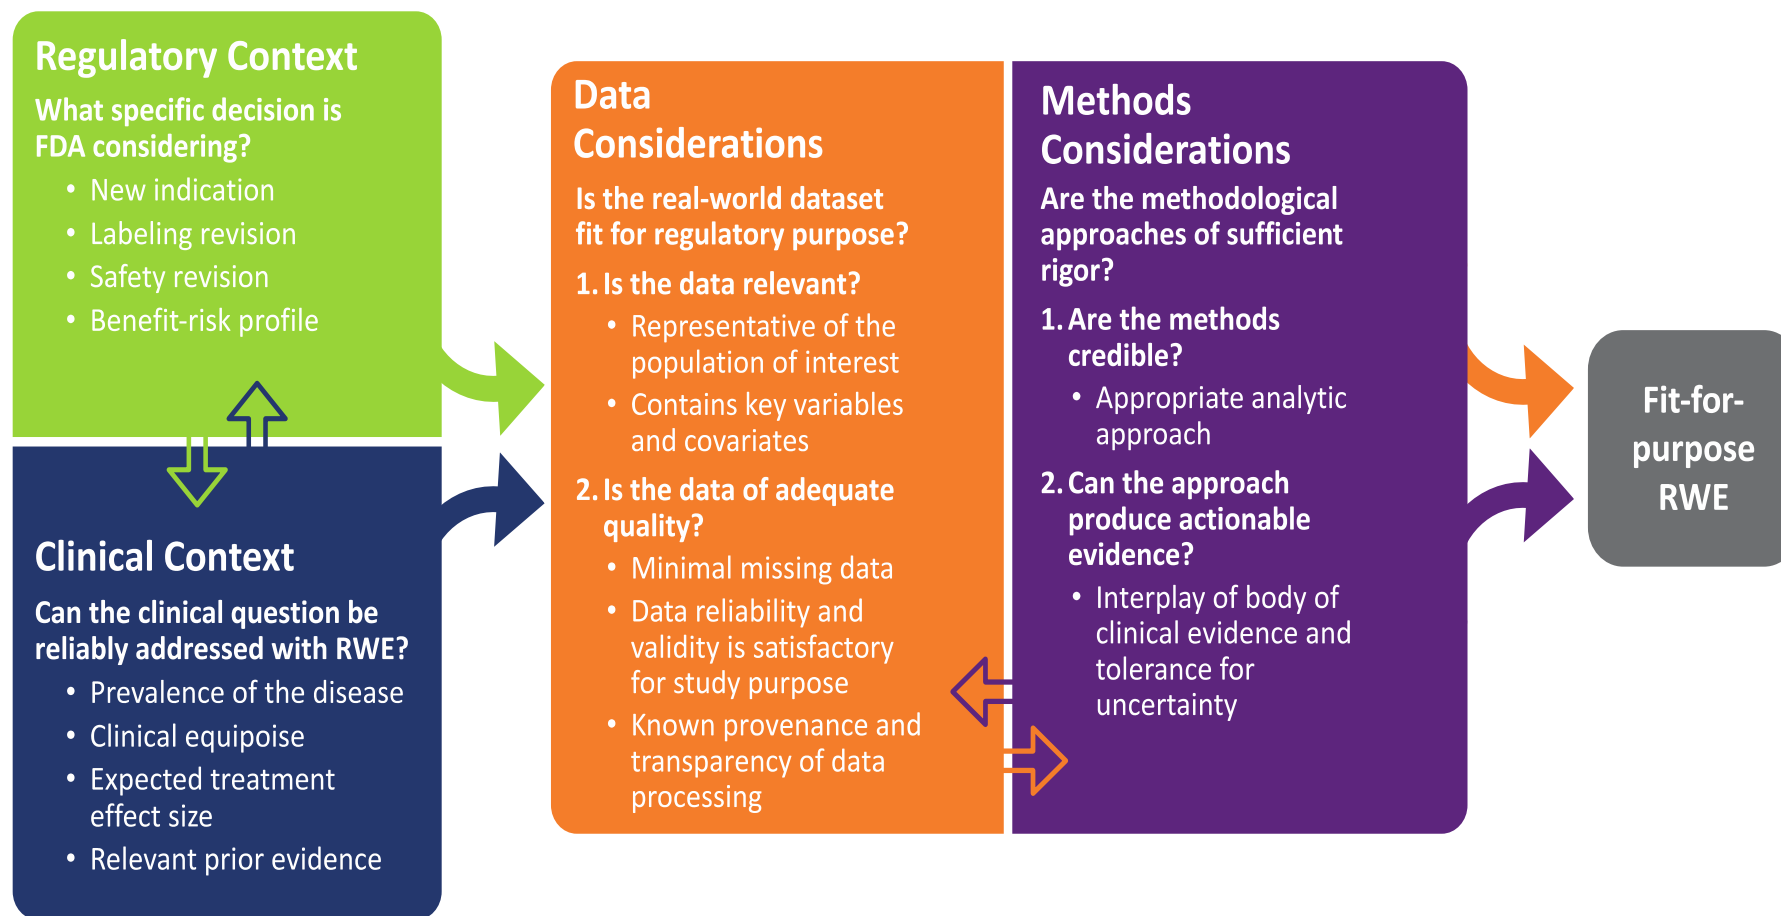 Regulatory Context
What specific decision is
FDA considering?
• New indication
• Labeling revision
• Safety revision
• Benefit-risk profile
Clinical Context
Can the clinical question be
reliably addressed with RWE?
• Prevalence of the disease
• Clinical equipoise
• Expected treatment
effect size
• Relevant prior evidence
Data
Considerations
Is the real-world dataset
fit for regulatory purpose?
1. Is the data relevant?
• Representative of the
population of interest
• Contains key variables
and covariates
2. Is the data of adequate
quality?
• Minimal missing data
• Data reliability and
validity is satisfactory
for study purpose
• Known provenance and
transparency of data
processing
Methods
Considerations
Are the methodological
approaches of sufficient
rigor?
1. Are the methods
credible?
• Appropriate analytic
approach
2. Can the approach
produce actionable
evidence?
• Interplay of body of
clinical evidence and
tolerance for
uncertainty
Fit-for-
purpose
RWE